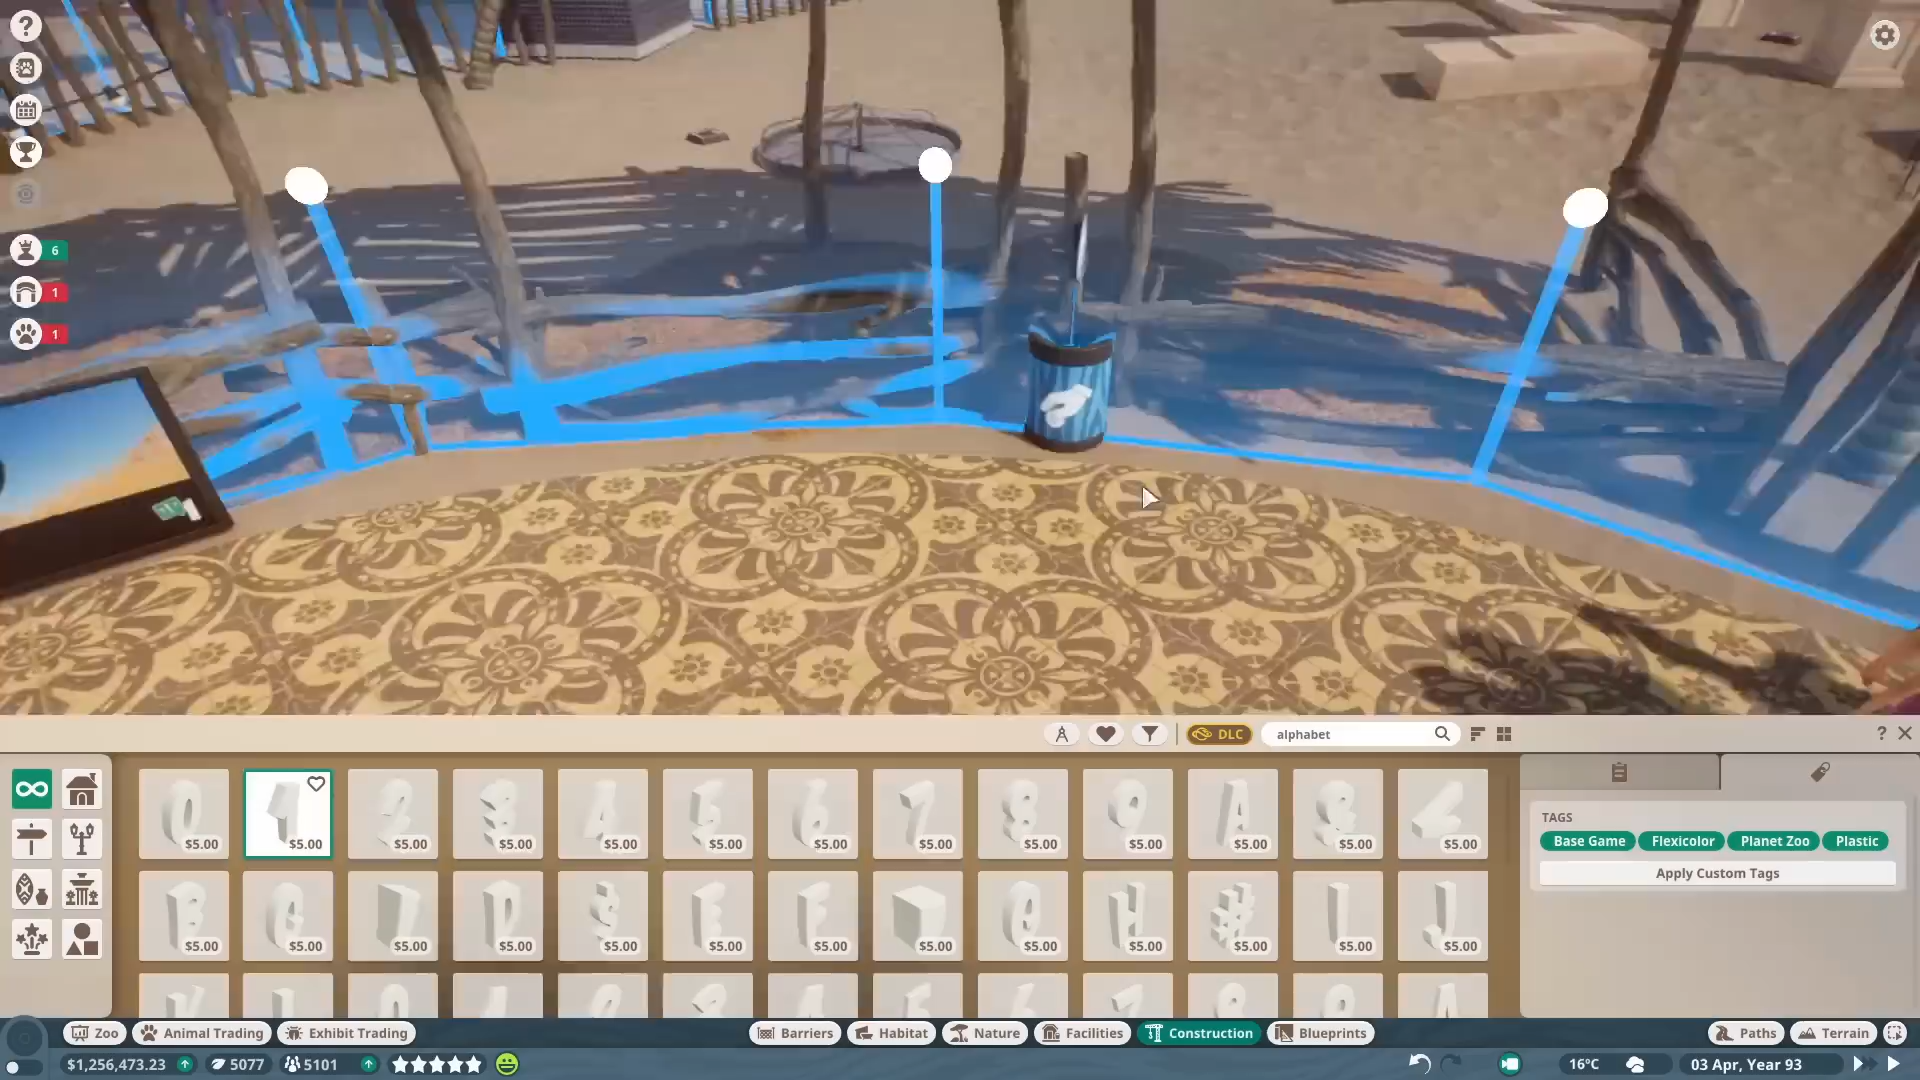 6
1
1
DLC
alphabet
?
$5.00 $5.00 $5.00 $5.00 $5.00 $5.00 $5.00 $5.00 $5.00 $5.00 $5.00 $5.00 $5.00
$5.00 $5.00 $5.00 $5.00 $5.00 $5.00 $5.00 $5.00 $5.00 $5.00 $5.00 $5.00 $5.00
TAGS
Base Game Flexicolor Planet Zoo Plastic
Apply Custom Tags
Zoo Animal Trading Exhibit Trading Barriers Habitat Nature Facilities Construction Blueprints Paths Terrain
$1,256,473.23 5077 5101 16°C 03 Apr, Year 93